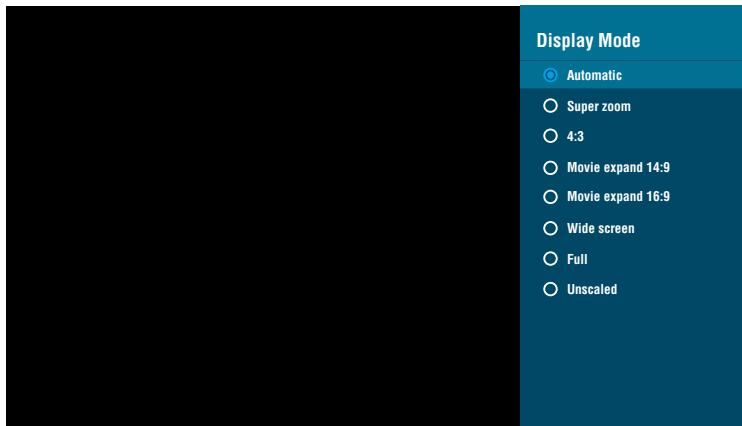 Display Mode
Automatic
Super zoom
4:3
Movie expand 14:9
Movie expand 16:9
Wide screen
Full
Unscaled